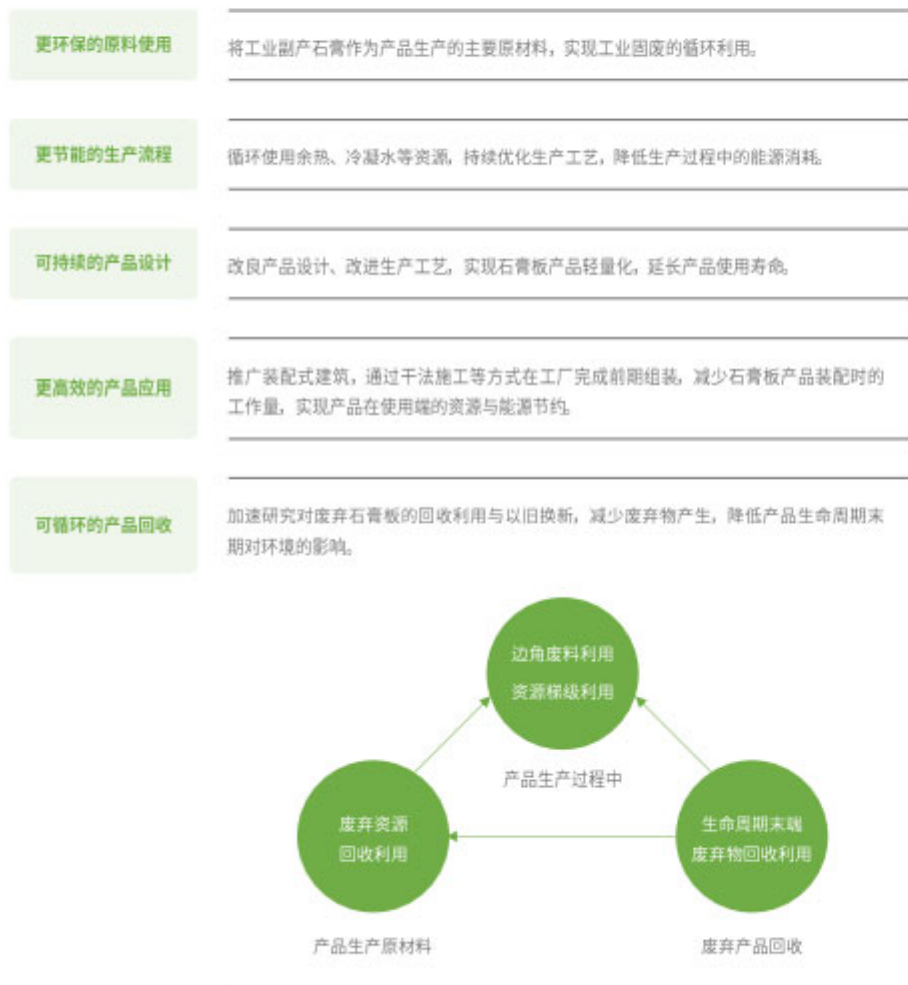 更环保的原料使用
将工业副产石膏作为产品生产的主要原材料，实现工业固废的循环利用。
更节能的生产流程
循环使用余热、冷凝水等资源，持续优化生产工艺，降低生产过程中的能源消耗。
可持续的产品设计
改良产品设计、改进生产工艺，实现石膏板产品轻量化，延长产品使用寿命。
更高效的产品应用
推广装配式建筑，通过干法施工等方式在工厂完成前期组装，减少石膏板产品装配时的
工作量，实现产品在使用端的资源与能源节约。
可循环的产品回收
加速研究对废弃石膏板的回收利用与以旧换新，减少废弃物产生，降低产品生命周期末
期对环境的影响。
边角废料利用
资源梯级利用
产品生产过程中
废弃资源
回收利用
产品生产原材料
生命周期末端
废弃物回收利用
废弃产品回收